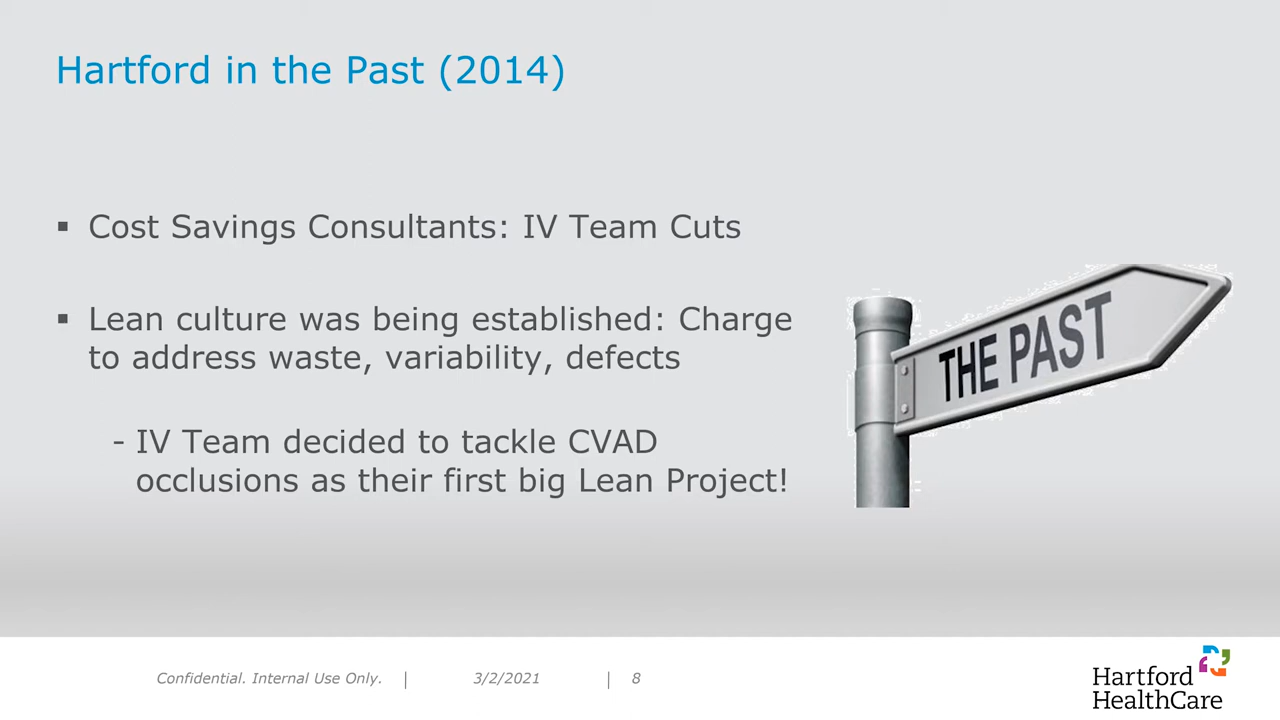 Hartford in the Past (2014)
▪ Cost Savings Consultants: IV Team Cuts
▪ Lean culture was being established: Charge
to address waste, variability, defects
- IV Team decided to tackle CVAD
occlusions as their first big Lean Project!
THE PAST
Confidential. Internal Use Only. | 3/2/2021 | 8
Hartford
HealthCare